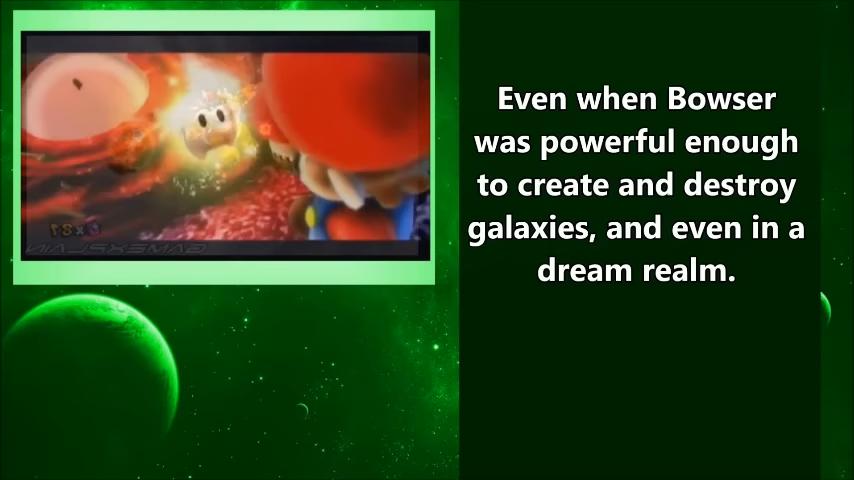 Even when Bowser
was powerful enough
to create and destroy
galaxies, and even in a
dream realm.